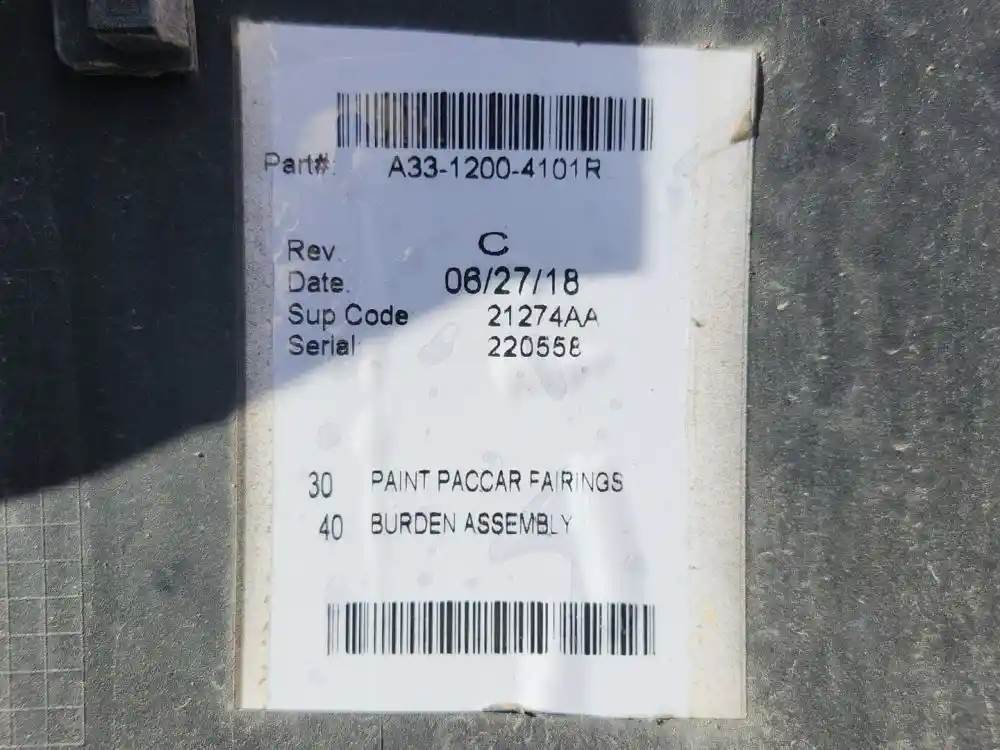 Part#: A33-1200-4101R
Rev. C
Date. 06/27/18
Sup Code 21274AA
Serial 220558
30 PAINT PACCAR FAIRINGS
40 BURDEN ASSEMBLY